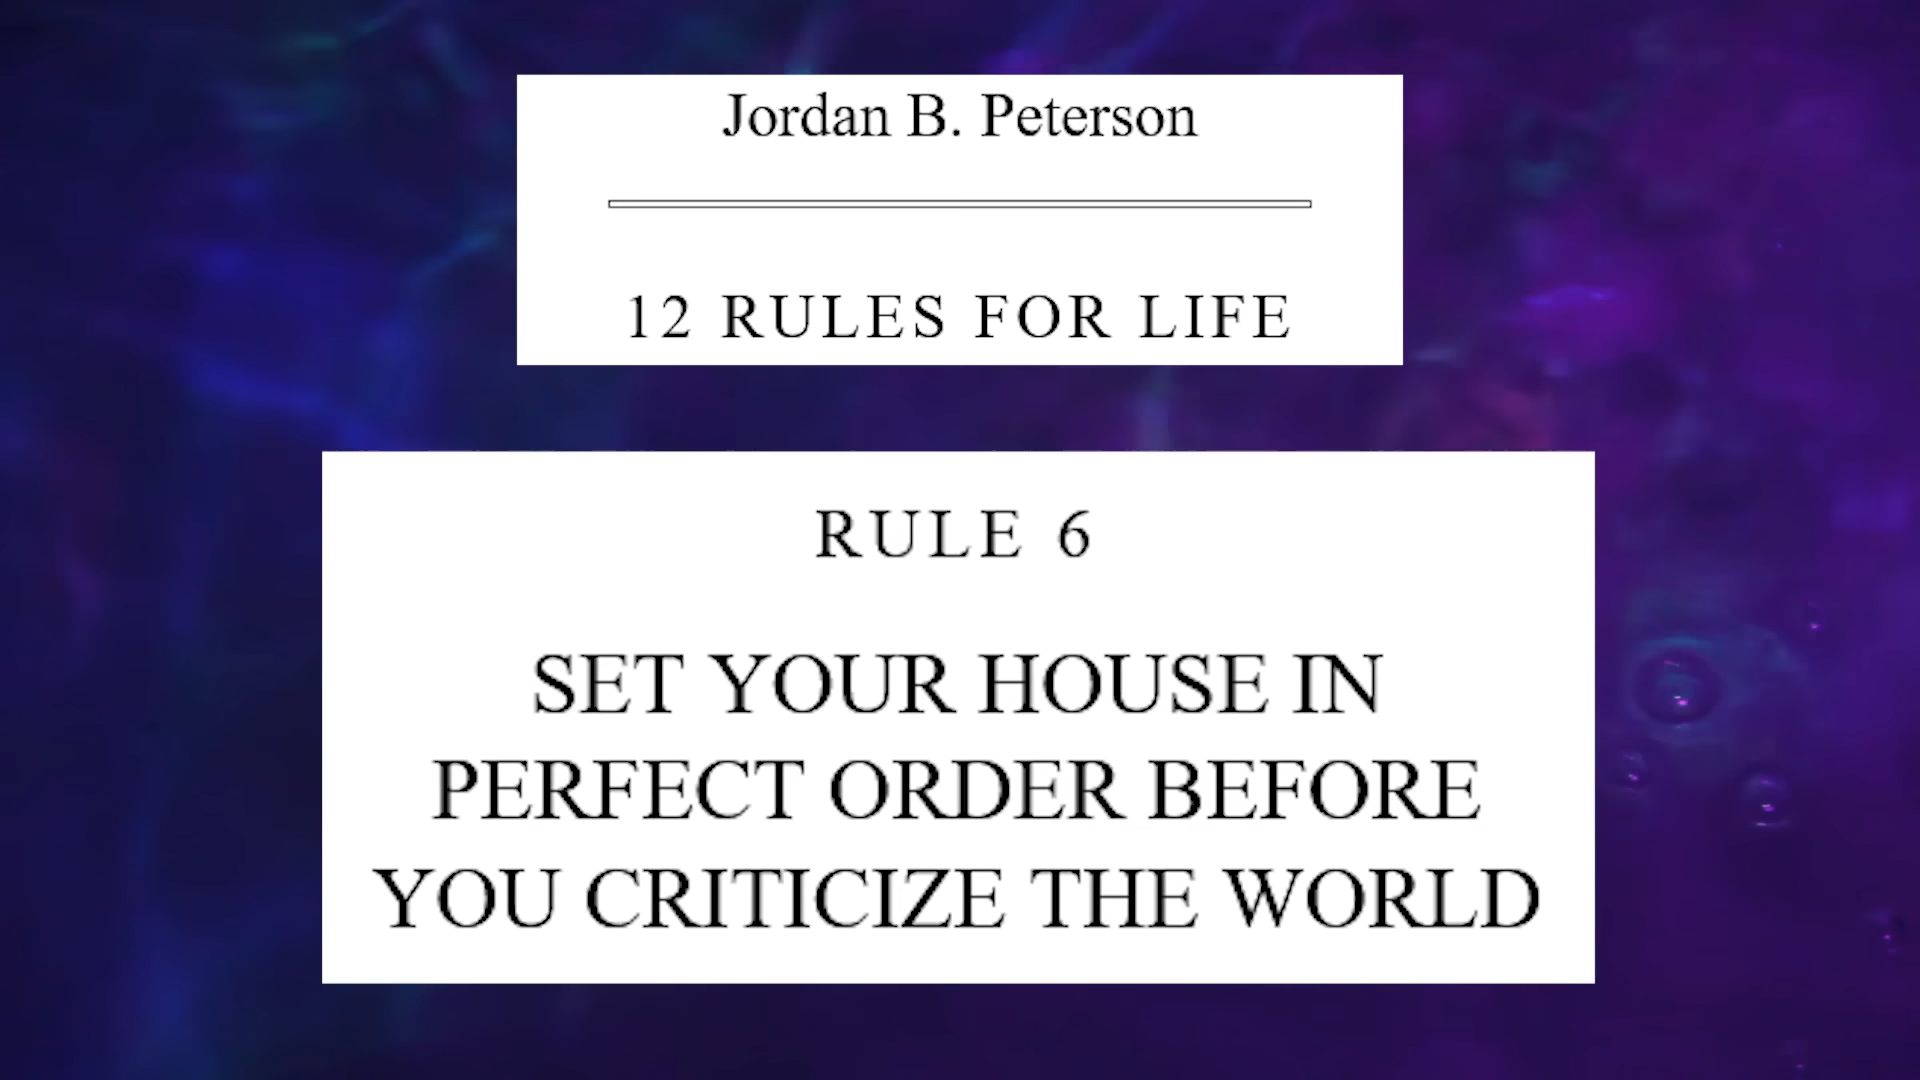 Jordan B. Peterson
12 RULES FOR LIFE
RULE 6
SET YOUR HOUSE IN
PERFECT ORDER BEFORE
YOU CRITICIZE THE WORLD